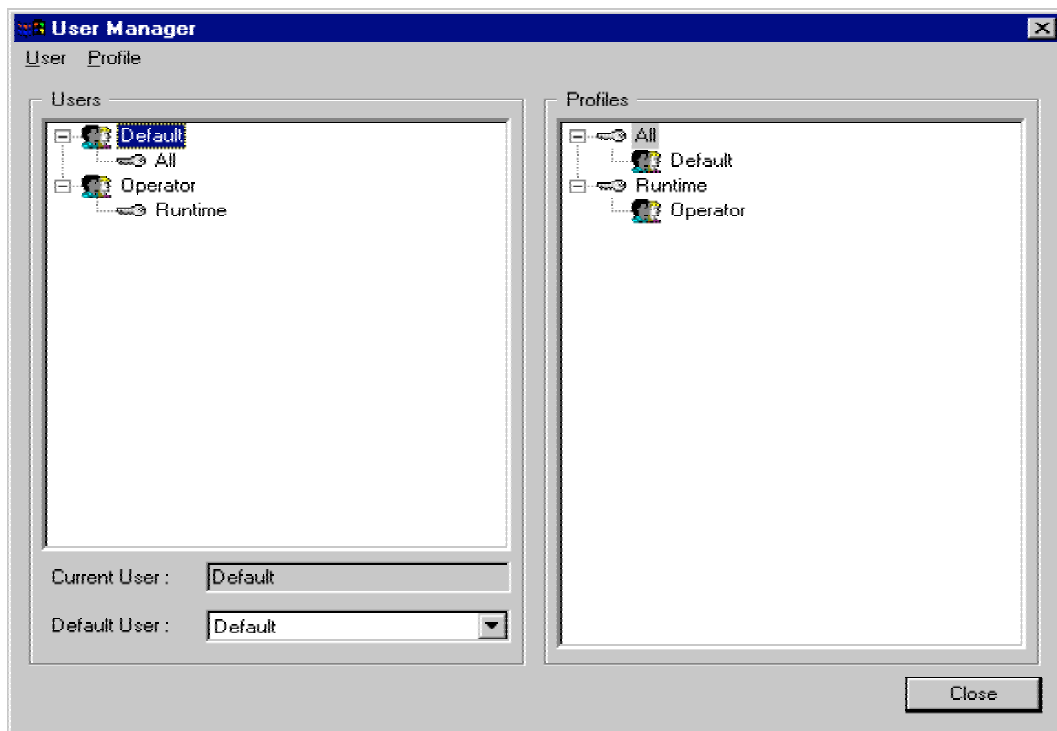 User Manager
User Profile
Users
Default
All
Operator
Runtime
Current User : Default
Default User : Default
Profiles
All
Default
Runtime
Operator
Close